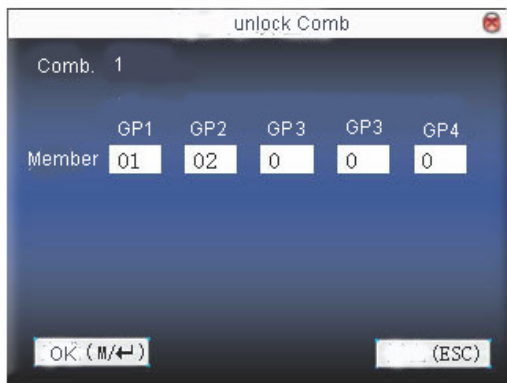 unlock Comb
Comb. 1
GP1 GP2 GP3 GP3 GP4
Member 01 02 0 0 0
OK (M/↵) (ESC)